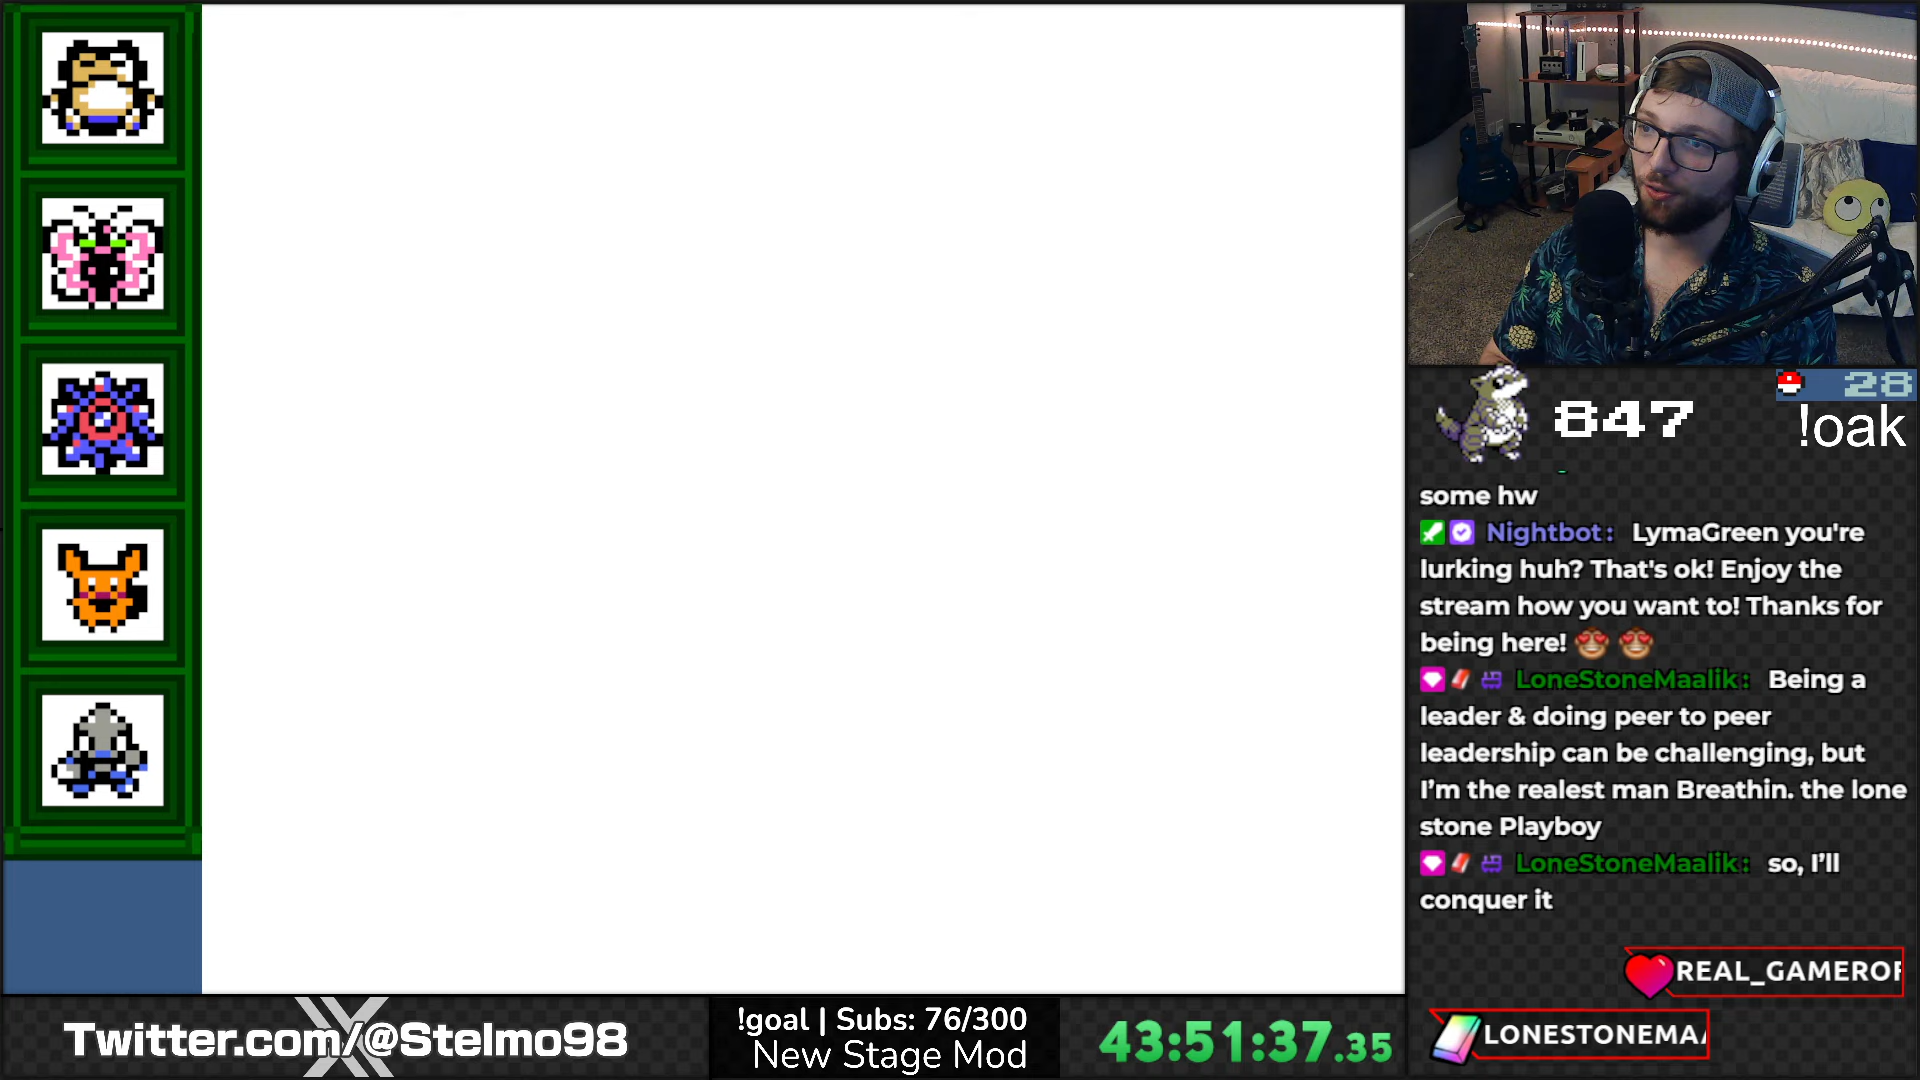 28
847
!oak
some hw
Nightbot: LymaGreen you're
lurking huh? That's ok! Enjoy the
stream how you want to! Thanks for
being here!
LoneStoneMaalik: Being a
leader & doing peer to peer
leadership can be challenging, but
I'm the realest man Breathin. the lone
stone Playboy
LoneStoneMaalik: so, I'll
conquer it
REAL_GAMEROF
LONESTONEMAA
Twitter.com/@Stelmo98
!goal | Subs: 76/300
New Stage Mod
43:51:37.35